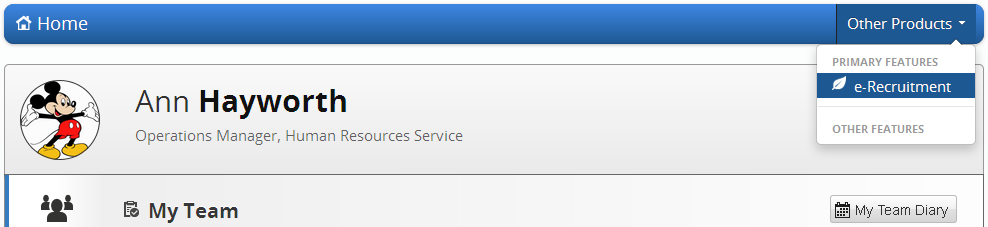 Home
Other Products
PRIMARY FEATURES
e-Recruitment
OTHER FEATURES
Ann Hayworth
Operations Manager, Human Resources Service
My Team
My Team Diary